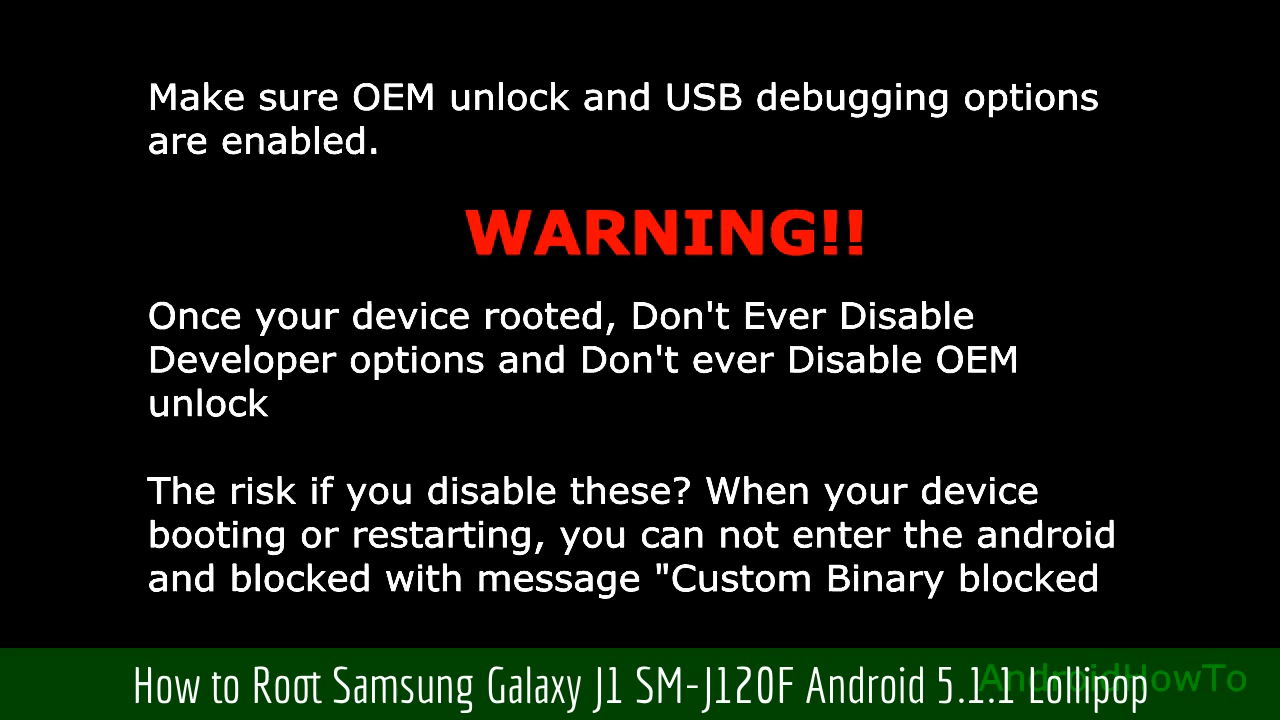 Make sure OEM unlock and USB debugging options
are enabled.
WARNING!!
Once your device rooted, Don't Ever Disable
Developer options and Don't ever Disable OEM
unlock
The risk if you disable these? When your device
booting or restarting, you can not enter the android
and blocked with message "Custom Binary blocked
How to Root Samsung Galaxy J1 SM-J120F Android 5.1.1 Lollipop
AndroidHowTo